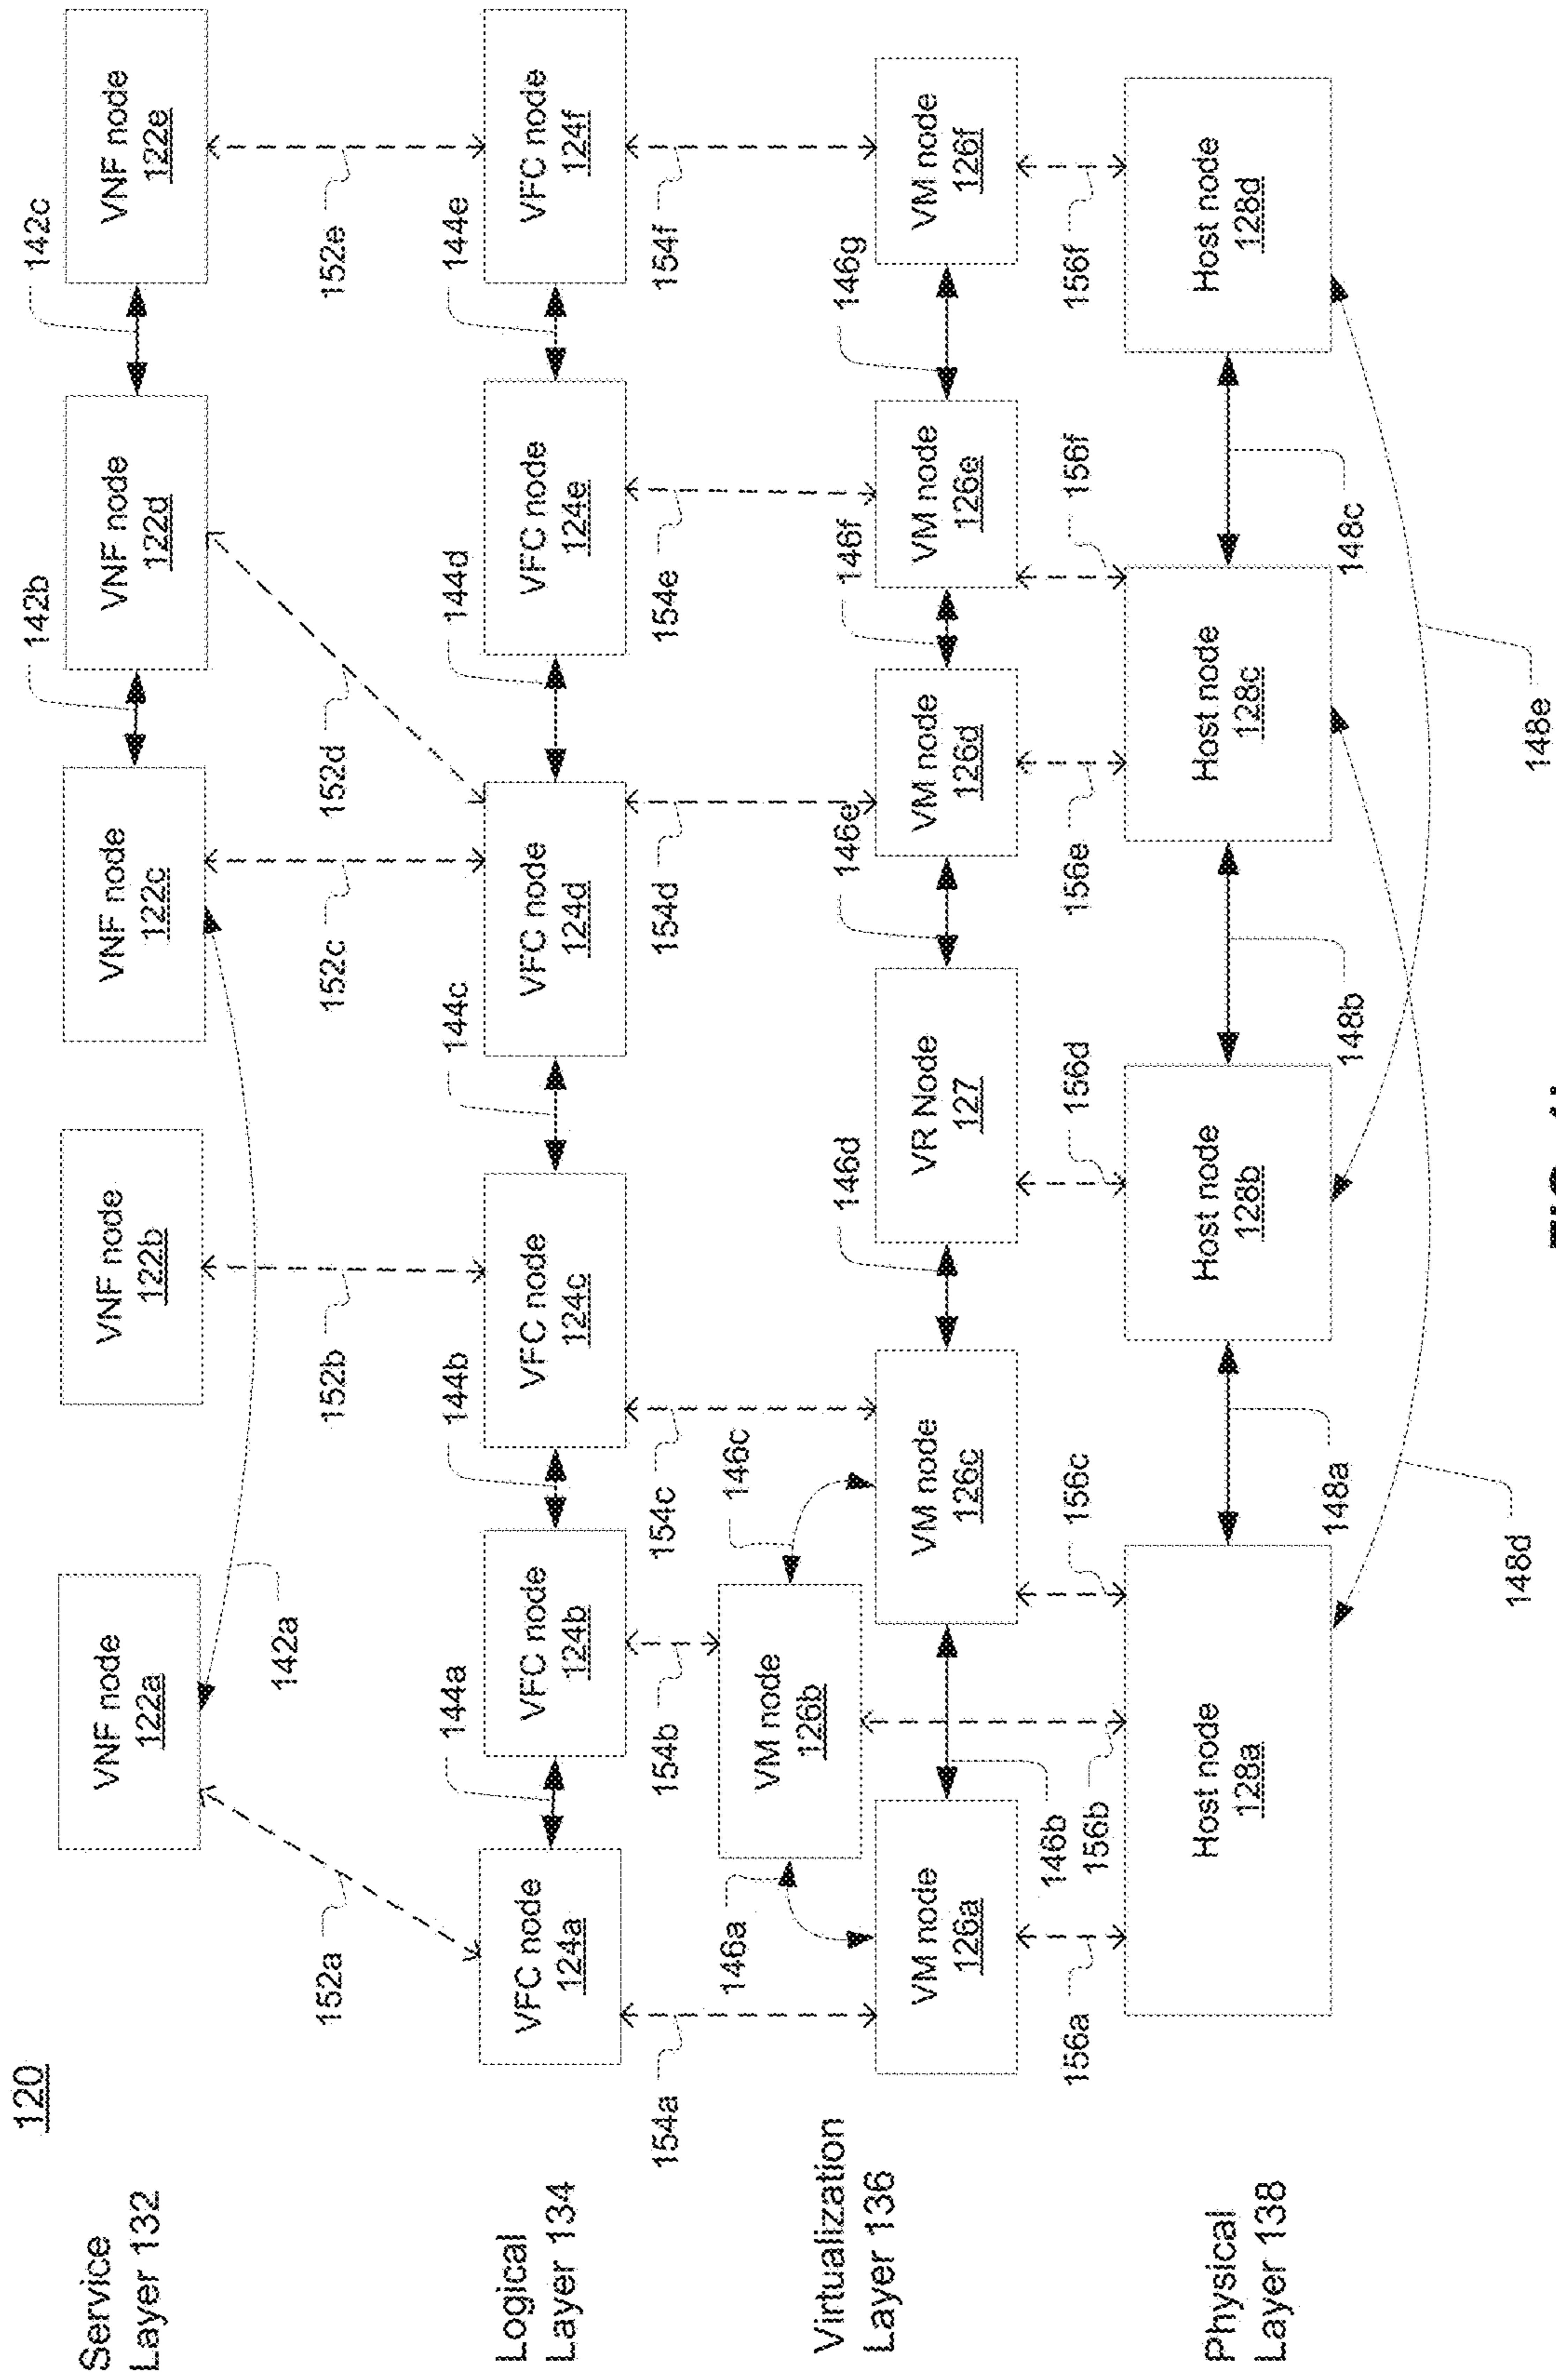 120
Service
Layer 132
VNF node
122a
VNF node
122b
VNF node
122c
VNF node
122d
VNF node
122e
142a
142b
142c
152a
152b
152c
152d
152e
Logical
Layer 134
VFC node
124a
VFC node
124b
VFC node
124c
VFC node
124d
VFC node
124e
VFC node
124f
144a
144b
144c
144d
144e
154a
154b
154c
154d
154e
154f
Virtualization
Layer 136
VM node
126a
VM node
126b
VM node
126c
VR Node
127
VM node
126d
VM node
126e
VM node
126f
146a
146b
146c
146d
146e
146f
146g
156a
156b
156c
156d
156e
156f
156f
Physical
Layer 138
Host node
128a
Host node
128b
Host node
128c
Host node
128d
148a
148b
148c
148d
148e